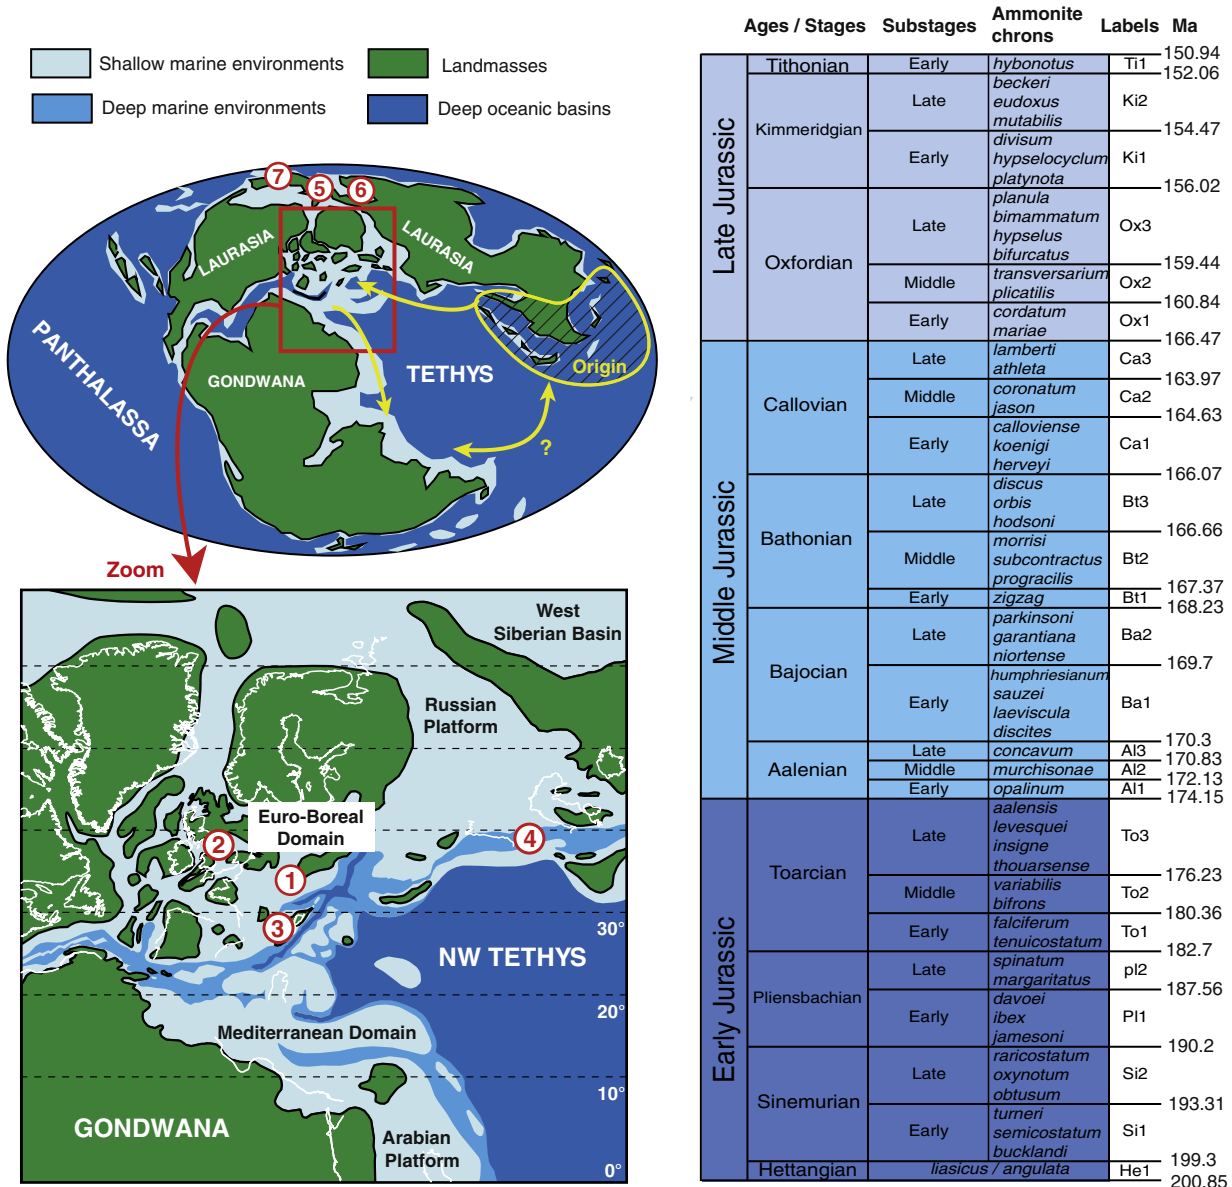 Shallow marine environments
Landmasses
Deep marine environments
Deep oceanic basins
7
5
6
LAURASIA
LAURASIA
PANTHALASSA
GONDWANA
TETHYS
Origin
?
Zoom
West
Siberian Basin
Russian
Platform
Euro-Boreal
Domain
2
1
4
3
30°
NW TETHYS
20°
Mediterranean Domain
10°
GONDWANA
Arabian
Platform
0°
Ages / Stages Substages Ammonite chrons Labels Ma
150.94
Late Jurassic
Tithonian Early hybonotus Ti1
152.06
Kimmeridgian
Late beckeri Ki2
eudoxus
mutabilis
154.47
Early divisum Ki1
hypselocyclum
platynota
156.02
Oxfordian
Late planula Ox3
bimammatum
hypselus
bifurcatus
159.44
Middle transversarium Ox2
plicatilis
160.84
Early cordatum Ox1
mariae
166.47
Middle Jurassic
Callovian
Late lamberti Ca3
athleta
163.97
Middle coronatum Ca2
jason
164.63
Early calloviense Ca1
koenigi
herveyi
166.07
Bathonian
Late discus Bt3
orbis
hodsoni
166.66
Middle morrisi Bt2
subcontractus
progracilis
167.37
Early zigzag Bt1
168.23
Bajocian
Late parkinsoni Ba2
garantiana
niortense
169.7
Early humphriesianum Ba1
sauzei
laeviscula
discites
170.3
Aalenian
Late concavum Al3
170.83
Middle murchisonae Al2
172.13
Early opalinum Al1
174.15
Early Jurassic
Toarcian
Late aalensis To3
levesquei
insigne
thouarsense
176.23
Middle variabilis To2
bifrons
180.36
Early falciferum To1
tenuicostatum
182.7
Pliensbachian
Late spinatum pl2
margaritatus
187.56
Early davoei Pl1
ibex
jamesoni
190.2
Sinemurian
Late raricostatum Si2
oxynotum
obtusum
193.31
Early turneri Si1
semicostatum
bucklandi
199.3
Hettangian liasicus / angulata He1
200.85